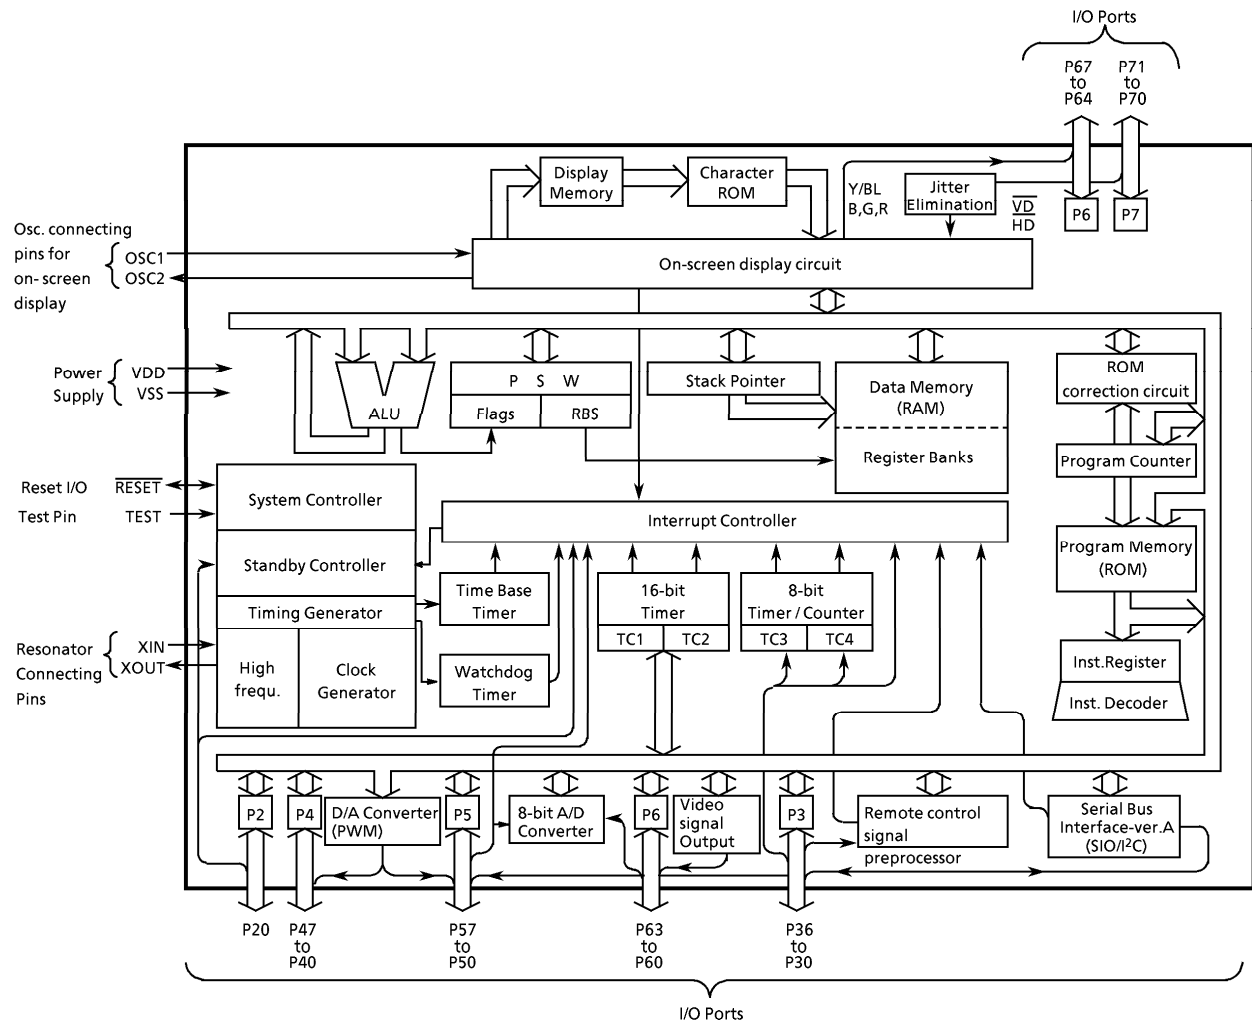 I/O Ports
P67
to
P64
P71
to
P70
Display
Memory
Character
ROM
Y/BL
B,G,R
Jitter
Elimination
VD
HD
P6
P7
Osc. connecting
pins for
on- screen
display
OSC1
OSC2
On-screen display circuit
Power
Supply
VDD
VSS
ALU
P S W
Flags
RBS
Stack Pointer
Data Memory
(RAM)
Register Banks
ROM
correction circuit
Program Counter
Reset I/O
RESET
Test Pin
TEST
System Controller
Interrupt Controller
Program Memory
(ROM)
Standby Controller
Timing Generator
Time Base
Timer
16-bit
Timer
TC1
TC2
8-bit
Timer / Counter
TC3
TC4
Resonator
Connecting
Pins
XIN
XOUT
High
frequ.
Clock
Generator
Watchdog
Timer
Inst.Register
Inst. Decoder
P2
P4
D/A Converter
(PWM)
P5
8-bit A/D
Converter
P6
Video
signal
Output
P3
Remote control
signal
preprocessor
Serial Bus
Interface-ver.A
(SIO/I²C)
P20
P47
to
P40
P57
to
P50
P63
to
P60
P36
to
P30
I/O Ports